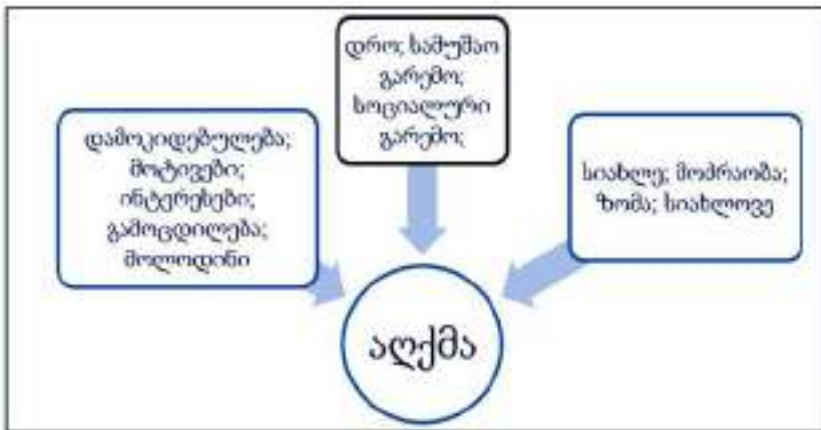 დამოკიდებულება;
მოტივები;
ინტერესები;
გამოცდილება;
მოლოდინი
დრო; სამუშაო
გარემო;
სოციალური
გარემო;
სიახლე; მოძრაობა;
ზომა; სიახლოვე
აღქმა